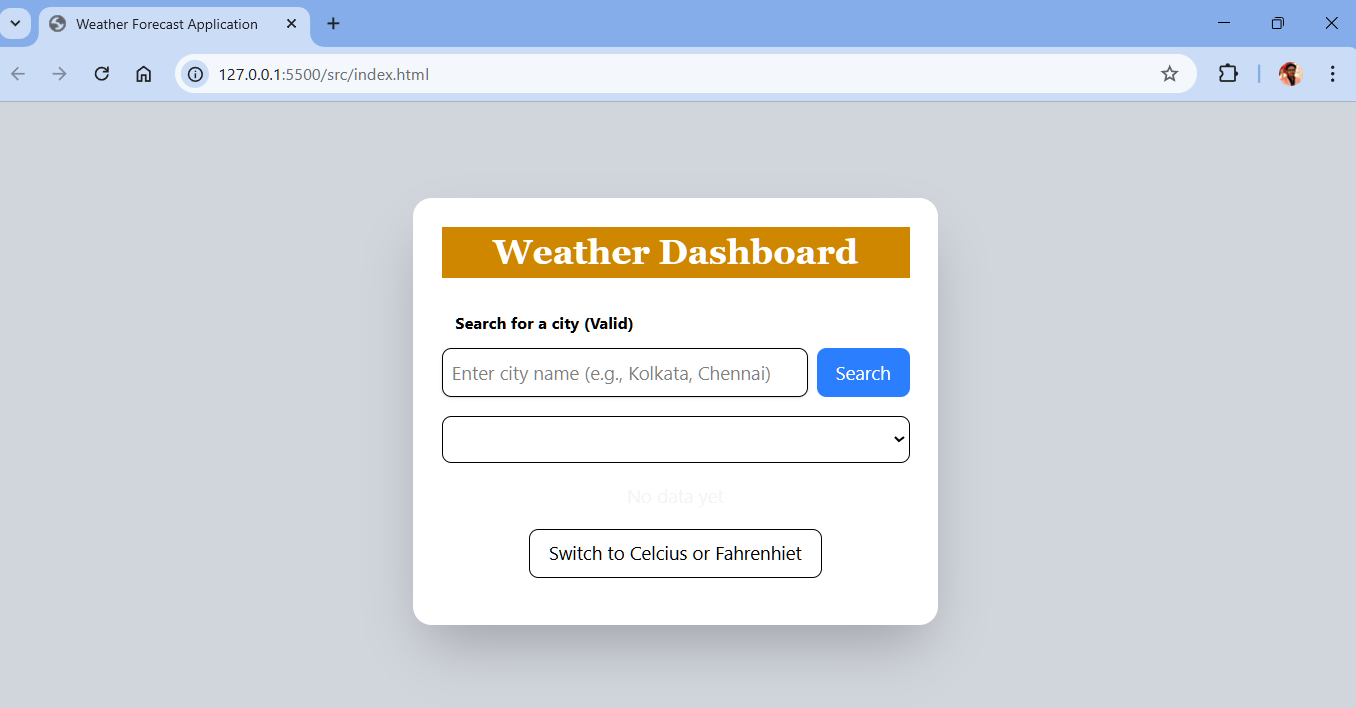 Weather Forecast Application
127.0.0.1:5500/src/index.html
Weather Dashboard
Search for a city (Valid)
Enter city name (e.g., Kolkata, Chennai)
Search
No data yet
Switch to Celcius or Fahrenhiet